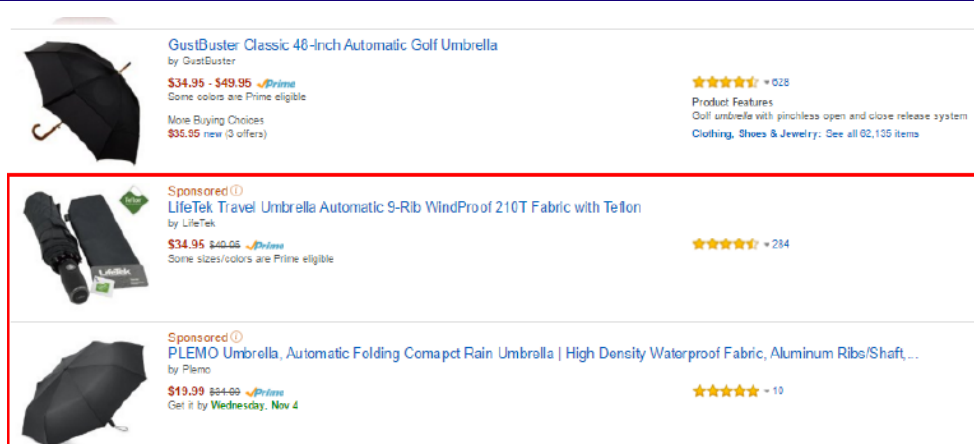 GustBuster Classic 48-Inch Automatic Golf Umbrella
by GustBuster
$34.95 - $49.95 Prime
Some colors are Prime eligible
More Buying Choices
$35.95 new (3 offers)
628
Product Features
Golf umbrella with pinchless open and close release system
Clothing, Shoes & Jewelry: See all 62,135 items
Sponsored
LifeTek Travel Umbrella Automatic 9-Rib WindProof 210T Fabric with Teflon
by LifeTek
$34.95 Prime
Some sizes/colors are Prime eligible
284
Teflon
LifeTek
Sponsored
PLEMO Umbrella, Automatic Folding Comapct Rain Umbrella | High Density Waterproof Fabric, Aluminum Ribs/Shaft,...
by Plemo
$19.99 Prime
Get it by Wednesday, Nov 4
10